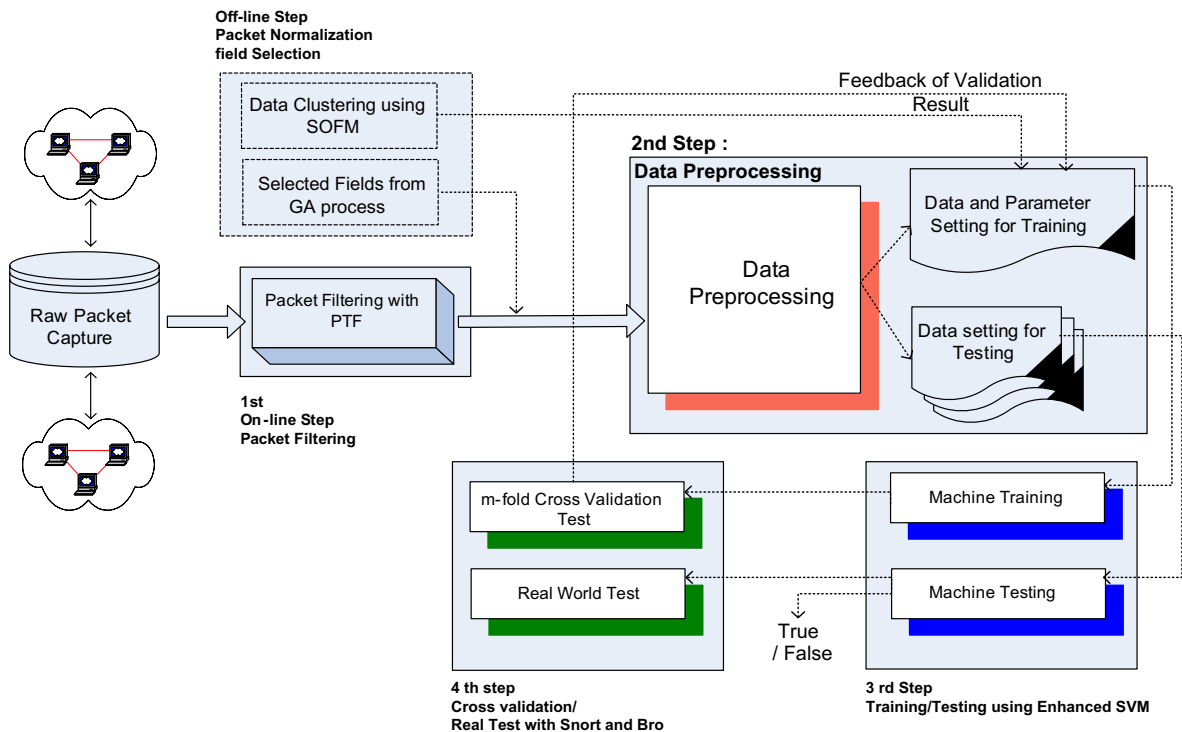 Off-line Step
Packet Normalization
field Selection
Data Clustering using
SOFM
Selected Fields from
GA process
Feedback of Validation
Result
2nd Step :
Data Preprocessing
Data
Preprocessing
Data and Parameter
Setting for Training
Data setting for
Testing
Raw Packet
Capture
Packet Filtering with
PTF
1st
On-line Step
Packet Filtering
m-fold Cross Validation
Test
Real World Test
Machine Training
Machine Testing
True
/ False
4 th step
Cross validation/
Real Test with Snort and Bro
3 rd Step
Training/Testing using Enhanced SVM